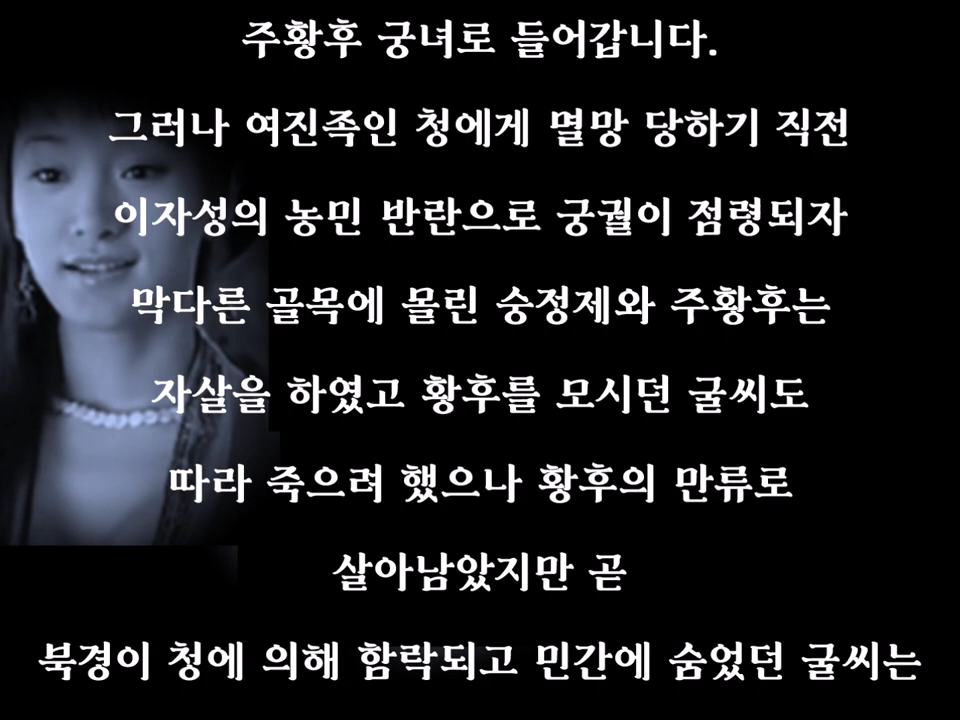 주황후 궁녀로 들어갑니다.
그러나 여진족인 청에게 멸망 당하기 직전
이자성의 농민 반란으로 궁궐이 점령되자
막다른 골목에 몰린 숭정제와 주황후는
자살을 하였고 황후를 모시던 굴씨도
따라 죽으려 했으나 황후의 만류로
살아남았지만 곧
북경이 청에 의해 함락되고 민간에 숨었던 굴씨는